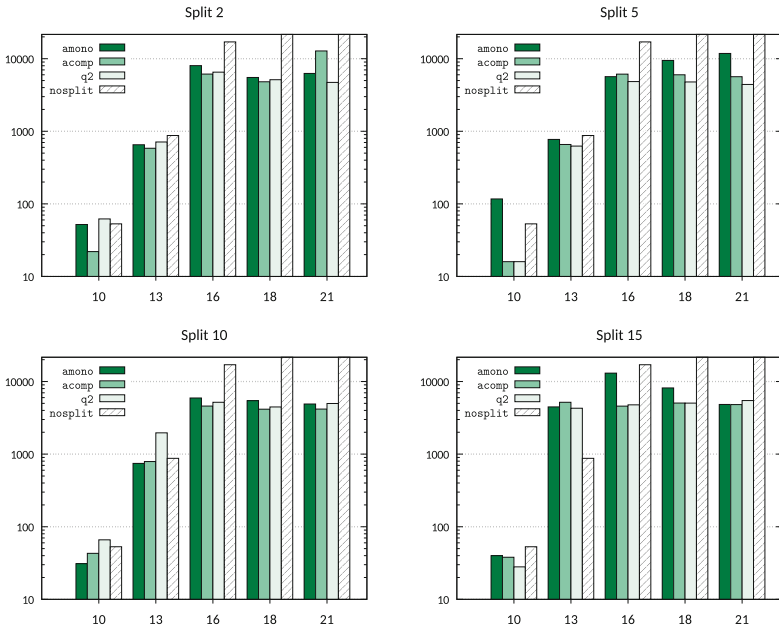 Split 2
amono
acomp
q2
nosplit
10000
1000
100
10
10 13 16 18 21
Split 5
amono
acomp
q2
nosplit
10000
1000
100
10
10 13 16 18 21
Split 10
amono
acomp
q2
nosplit
10000
1000
100
10
10 13 16 18 21
Split 15
amono
acomp
q2
nosplit
10000
1000
100
10
10 13 16 18 21